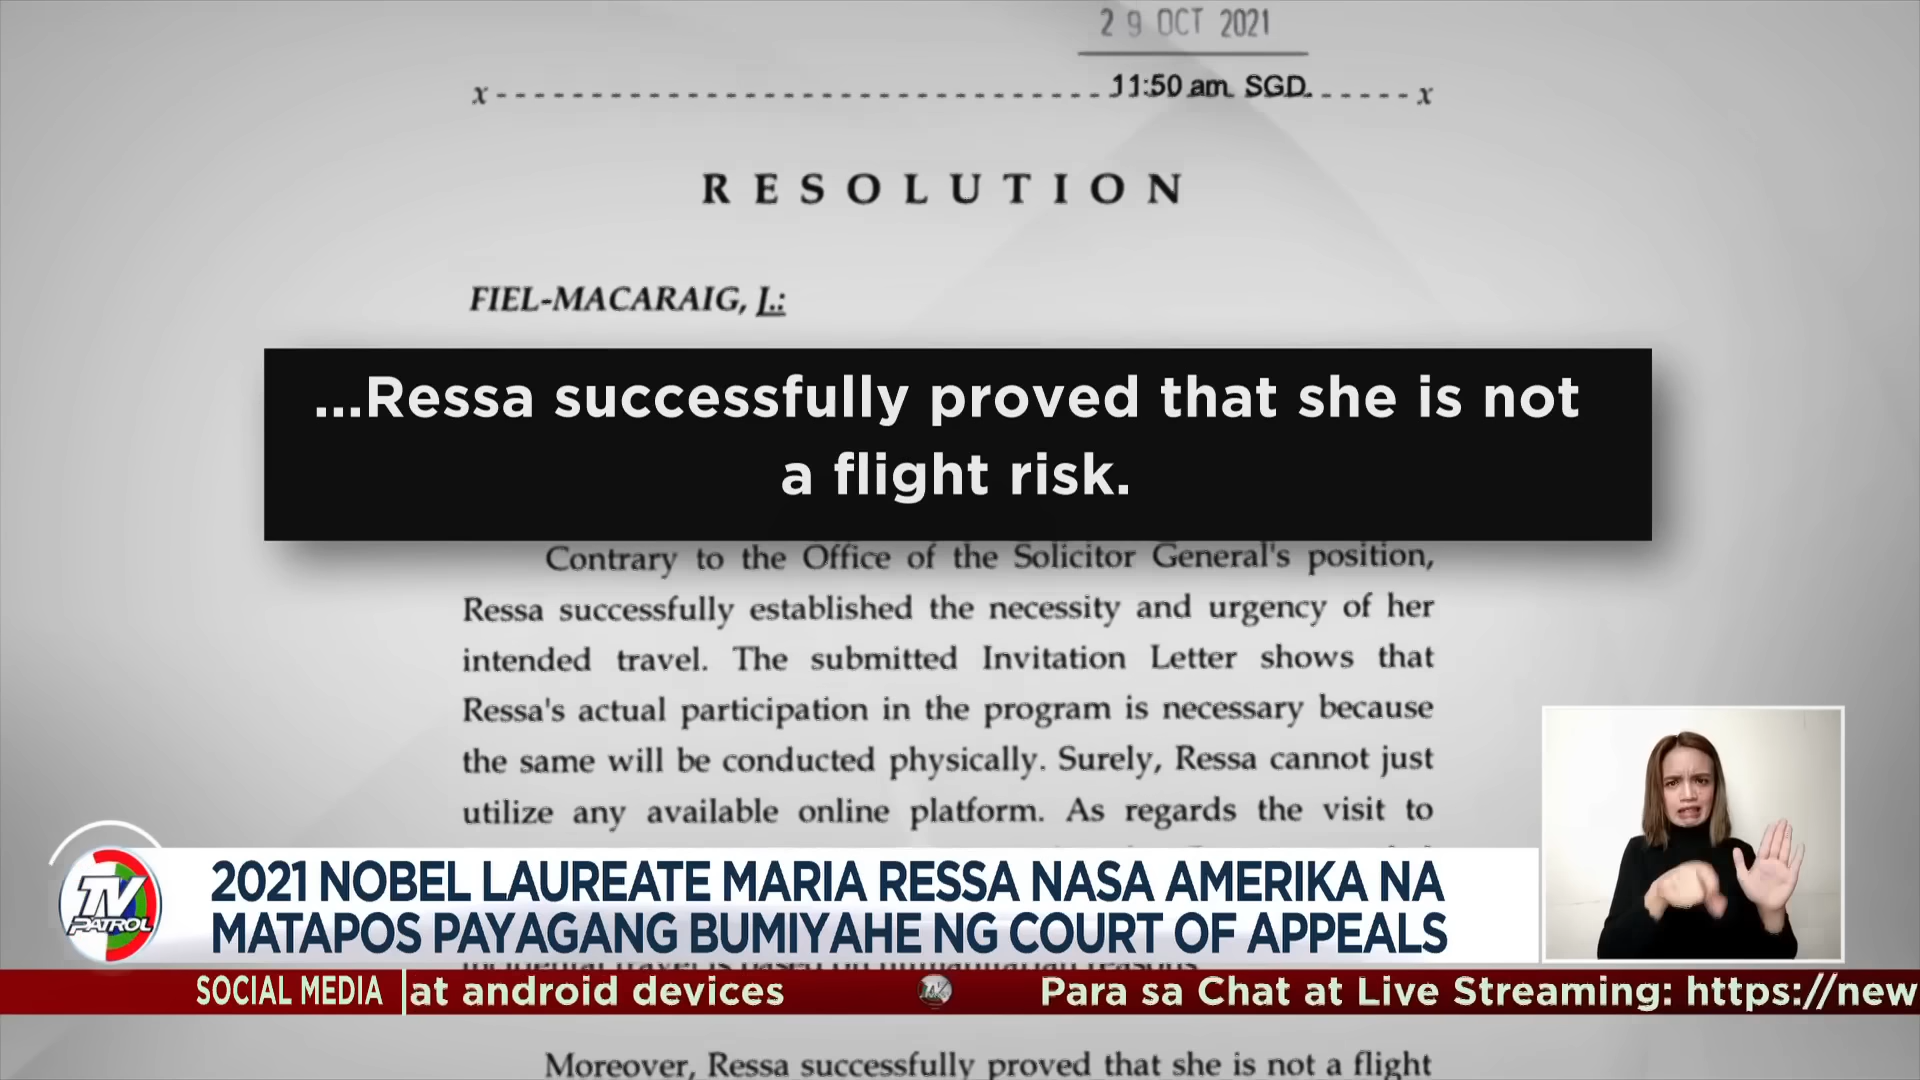 29 OCT 2021
x - - - - - - - - - - - - - - - - - - - - - - - - - - - - - - - - 11:50 am SGD. - - - - - - x
RESOLUTION
FIEL-MACARAIG, J.:
...Ressa successfully proved that she is not
a flight risk.
Contrary to the Office of the Solicitor General's position,
Ressa successfully established the necessity and urgency of her
intended travel. The submitted Invitation Letter shows that
Ressa's actual participation in the program is necessary because
the same will be conducted physically. Surely, Ressa cannot just
utilize any available online platform. As regards the visit to
TV PATROL
2021 NOBEL LAUREATE MARIA RESSA NASA AMERIKA NA
MATAPOS PAYAGANG BUMIYAHE NG COURT OF APPEALS
SOCIAL MEDIA at android devices Para sa Chat at Live Streaming: https://new
Moreover, Ressa successfully proved that she is not a flight